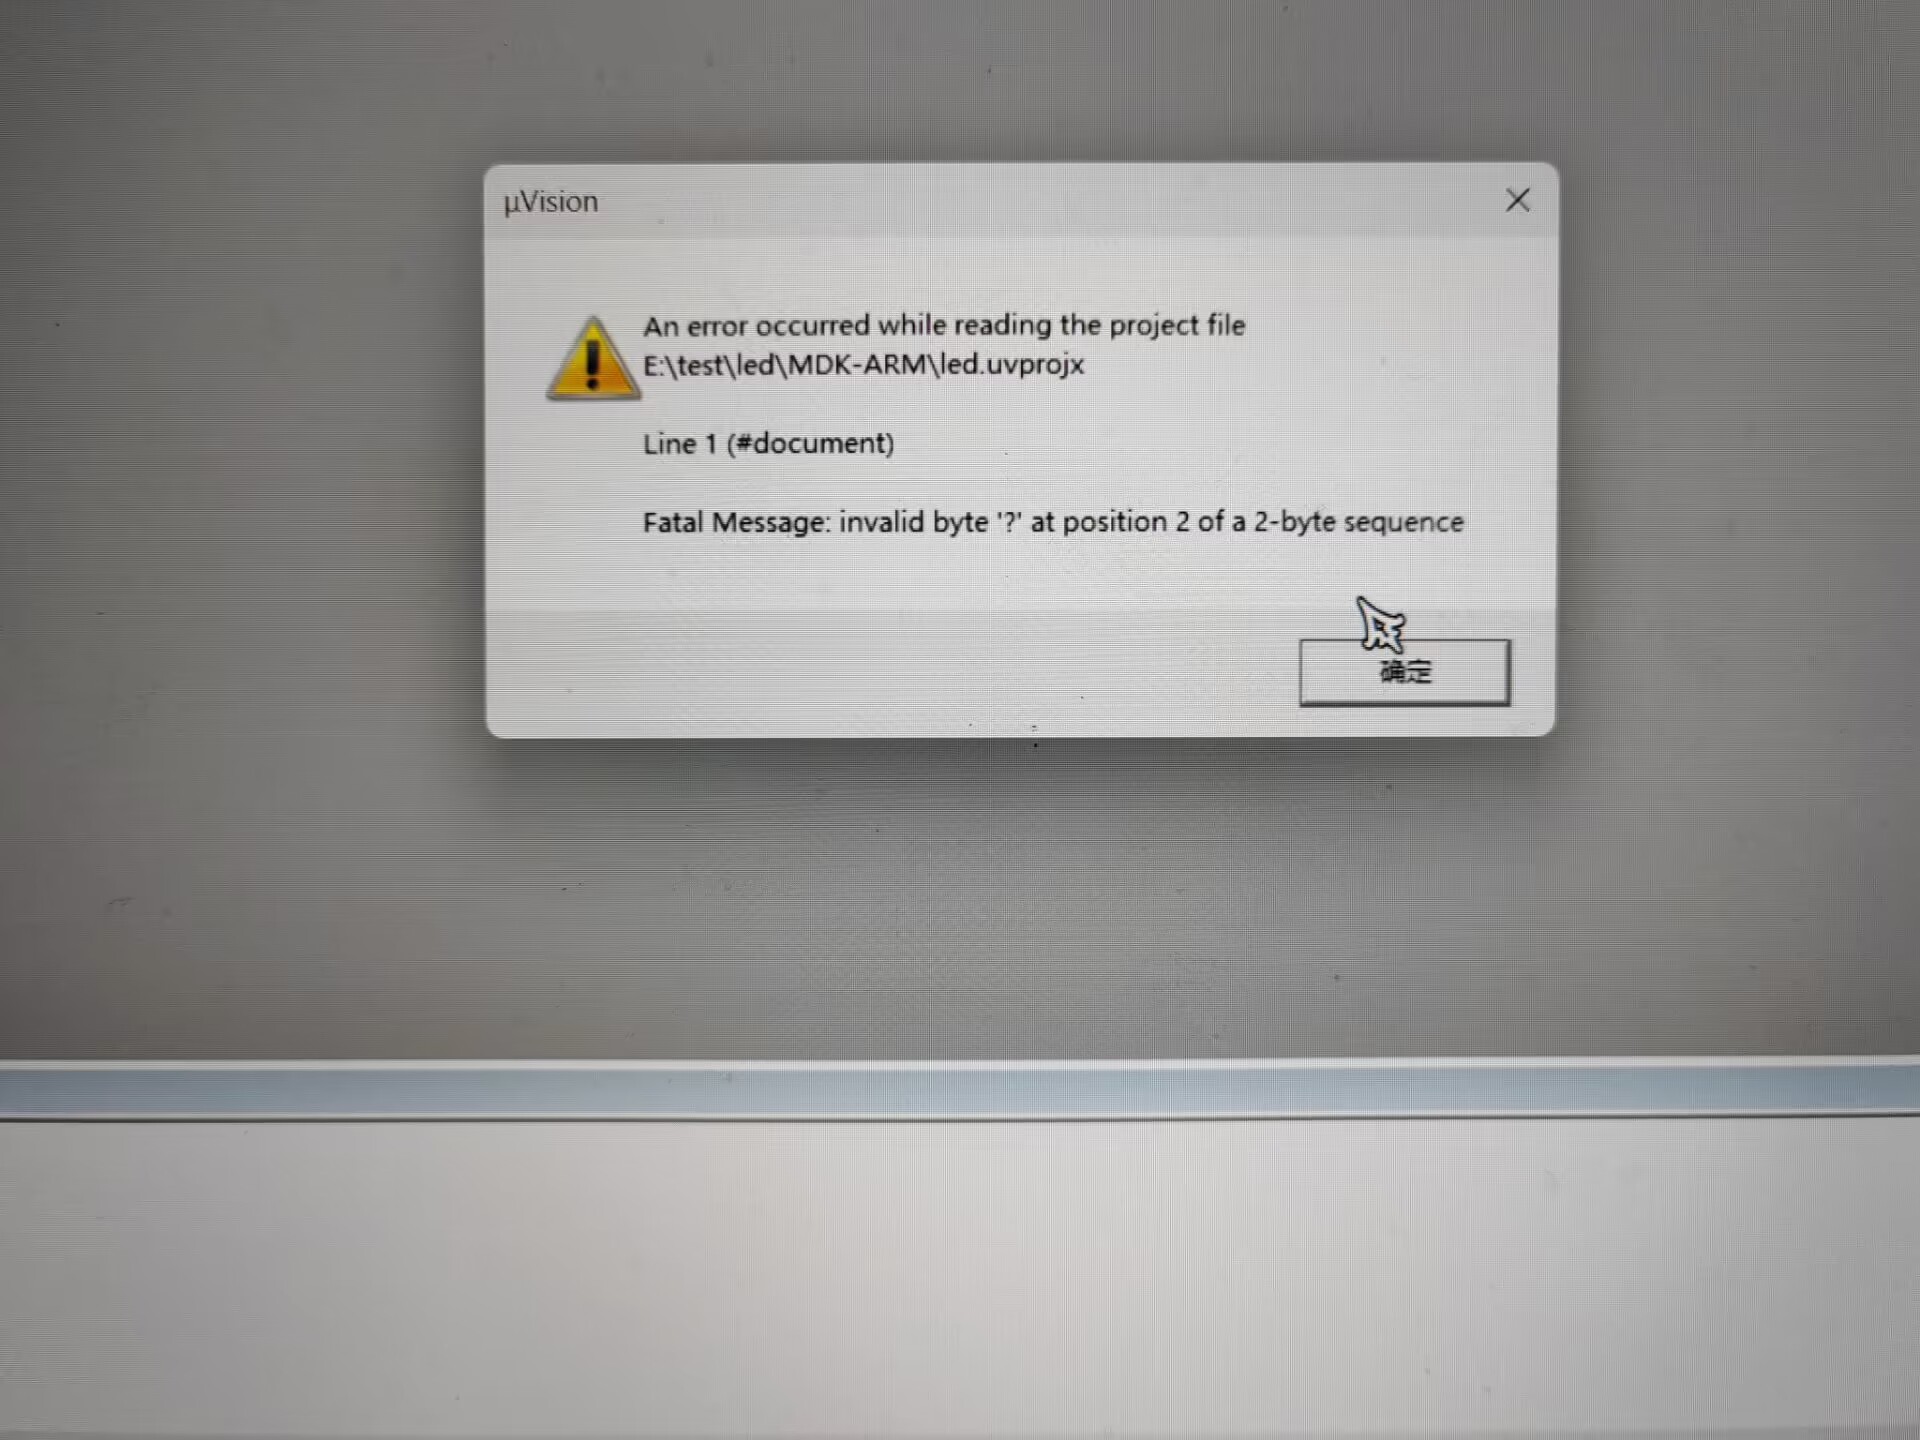 µVision
An error occurred while reading the project file
E:\test\led\MDK-ARM\led.uvprojx
Line 1 (#document)
Fatal Message: invalid byte '?' at position 2 of a 2-byte sequence
确定